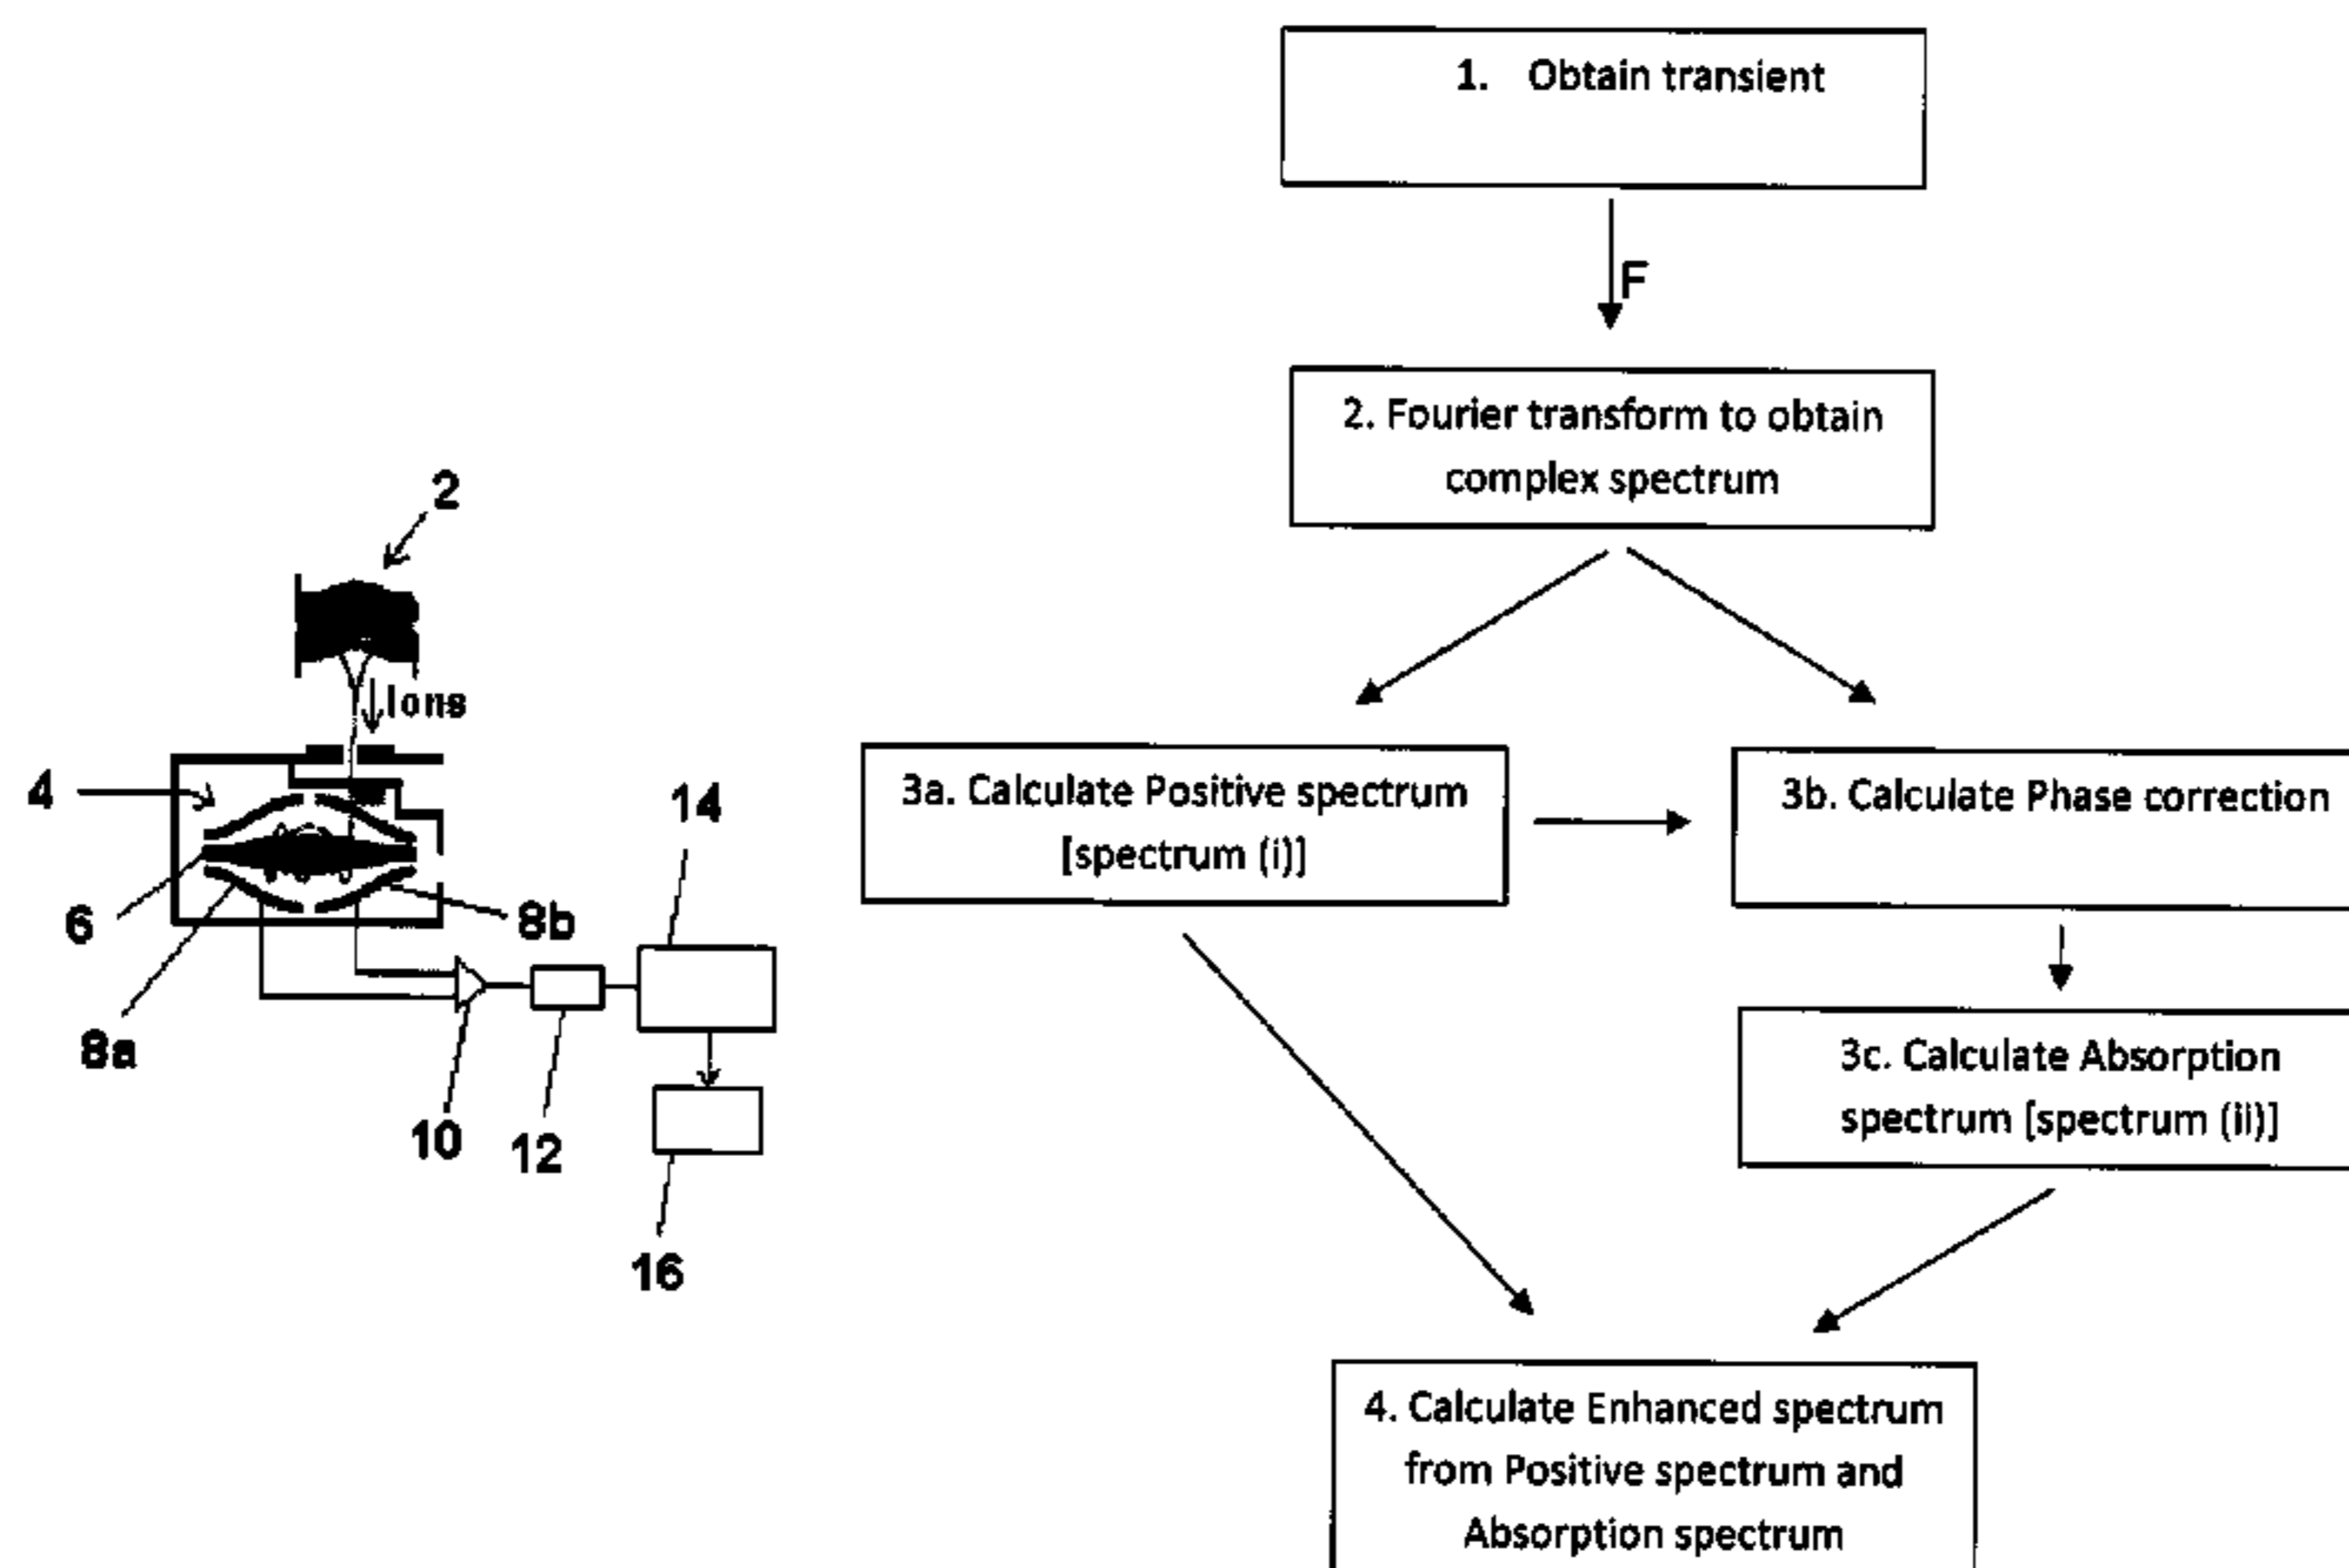 2
Ions
4
6
8a
8b
10
12
14
16
1. Obtain transient
F
2. Fourier transform to obtain
complex spectrum
3a. Calculate Positive spectrum
[spectrum (i)]
3b. Calculate Phase correction
3c. Calculate Absorption
spectrum [spectrum (ii)]
4. Calculate Enhanced spectrum
from Positive spectrum and
Absorption spectrum